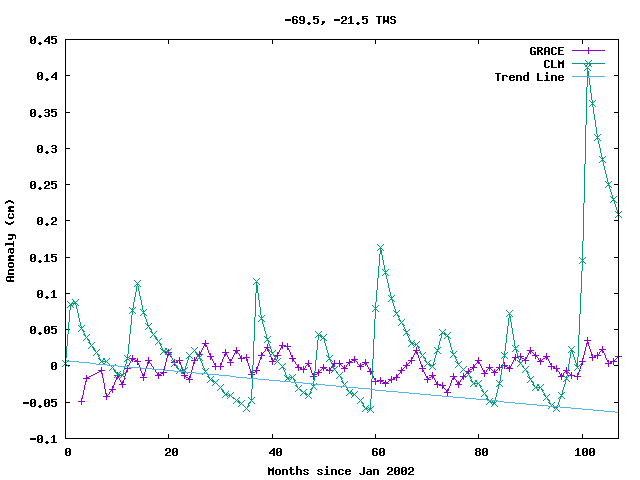 -69.5, -21.5 TWS
0.45
0.4
0.35
0.3
0.25
0.2
0.15
0.1
0.05
0
-0.05
-0.1
Anomaly (cm)
GRACE
CLM
Trend Line
0 20 40 60 80 100
Months since Jan 2002